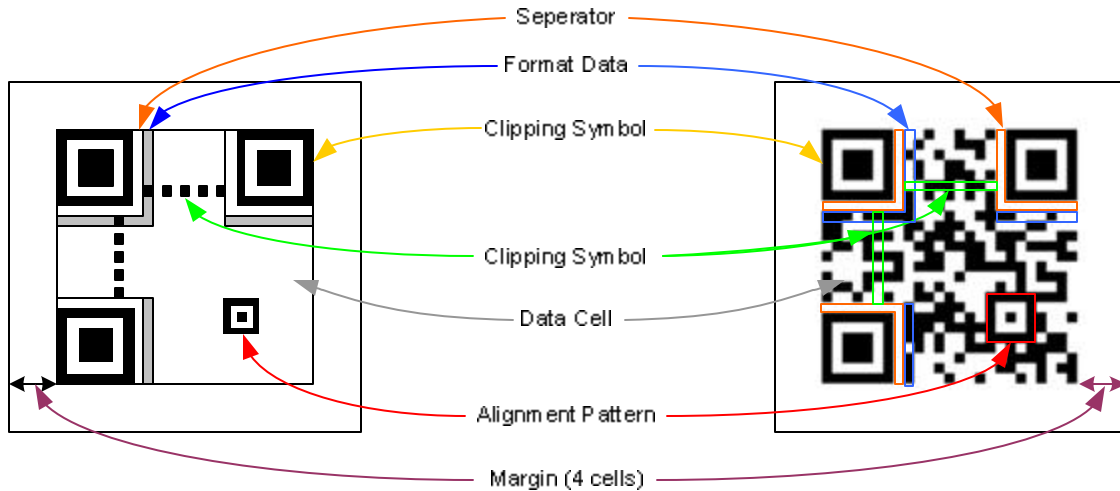 Seperator
Format Data
Clipping Symbol
Clipping Symbol
Data Cell
Alignment Pattern
Margin (4 cells)